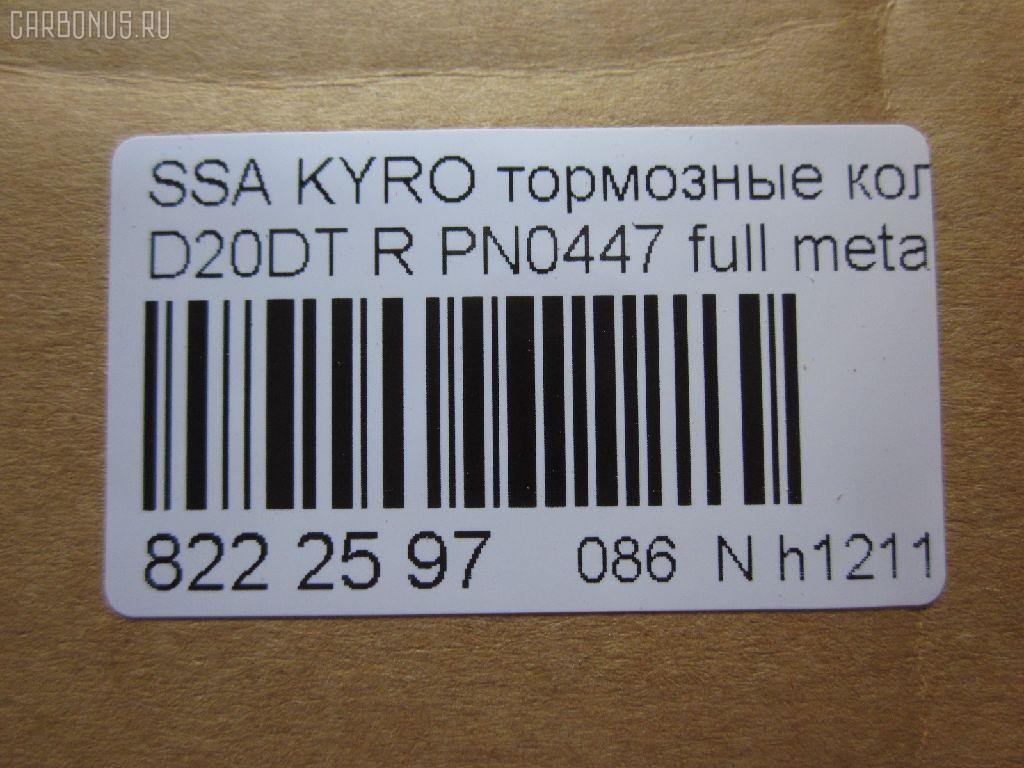 CARBONUS.RU
SSA KYRO тормозные кол
D20DT R PN0447 full meta
822 25 97 086 N h1211